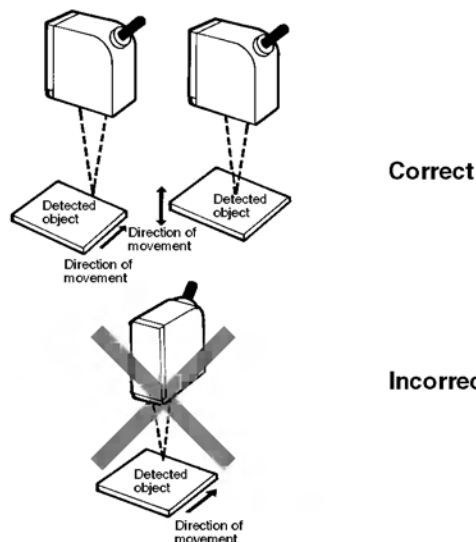 Correct
Detected
object
Detected
object
Direction of
movement
Direction of
movement
Incorrec
Detected
object
Direction of
movement